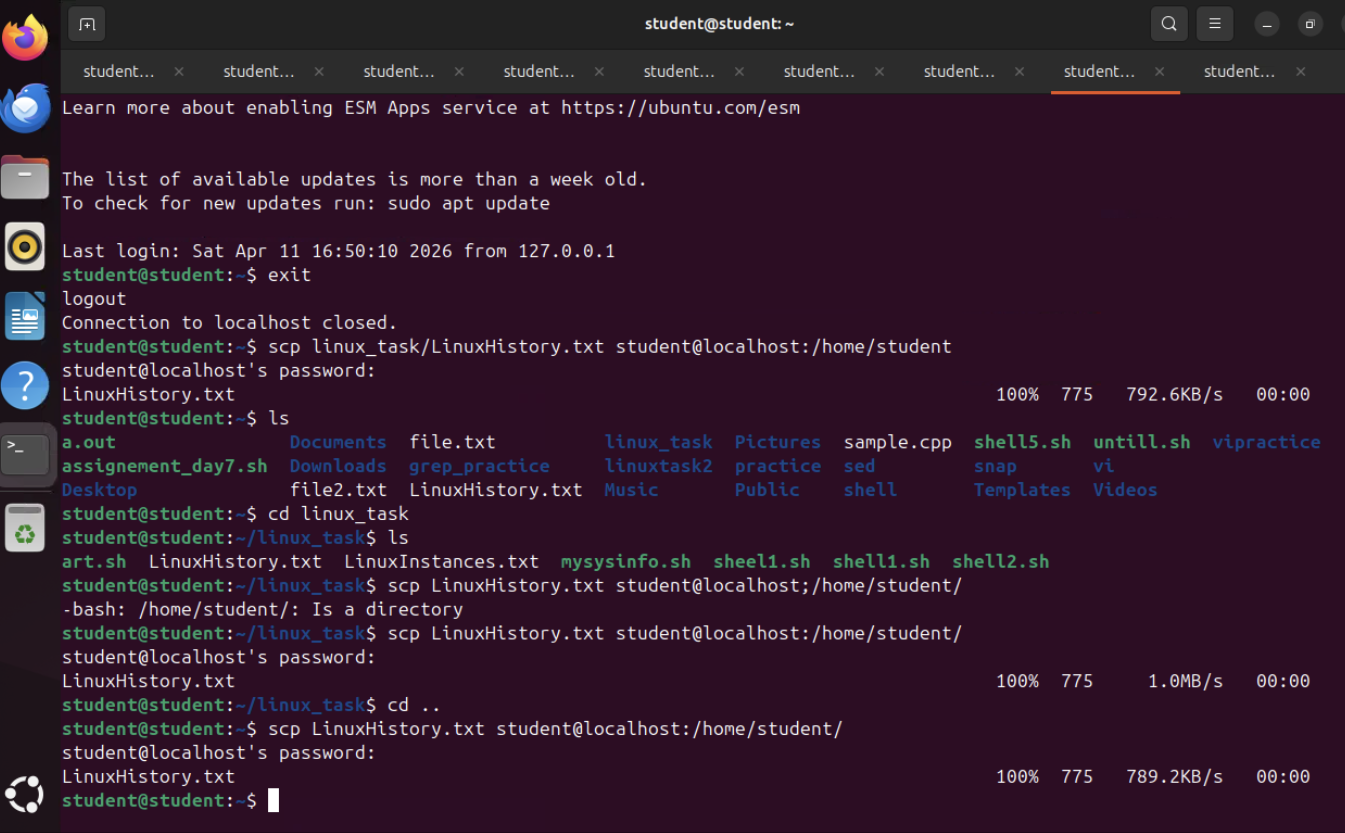 student@student: ~
student... × student... × student... × student... × student... × student... × student... × student... × student... ×
Learn more about enabling ESM Apps service at https://ubuntu.com/esm
The list of available updates is more than a week old.
To check for new updates run: sudo apt update
Last login: Sat Apr 11 16:50:10 2026 from 127.0.0.1
student@student:~$ exit
logout
Connection to localhost closed.
student@student:~$ scp linux_task/LinuxHistory.txt student@localhost:/home/student
student@localhost's password:
LinuxHistory.txt 100% 775 792.6KB/s 00:00
student@student:~$ ls
a.out Documents file.txt linux_task Pictures sample.cpp shell5.sh untill.sh vipractice
assignement_day7.sh Downloads grep_practice linuxtask2 practice sed snap vi
Desktop file2.txt LinuxHistory.txt Music Public shell Templates Videos
student@student:~$ cd linux_task
student@student:~/linux_task$ ls
art.sh LinuxHistory.txt LinuxInstances.txt mysysinfo.sh sheel1.sh shell1.sh shell2.sh
student@student:~/linux_task$ scp LinuxHistory.txt student@localhost;/home/student/
-bash: /home/student/: Is a directory
student@student:~/linux_task$ scp LinuxHistory.txt student@localhost:/home/student/
student@localhost's password:
LinuxHistory.txt 100% 775 1.0MB/s 00:00
student@student:~/linux_task$ cd ..
student@student:~$ scp LinuxHistory.txt student@localhost:/home/student/
student@localhost's password:
LinuxHistory.txt 100% 775 789.2KB/s 00:00
student@student:~$